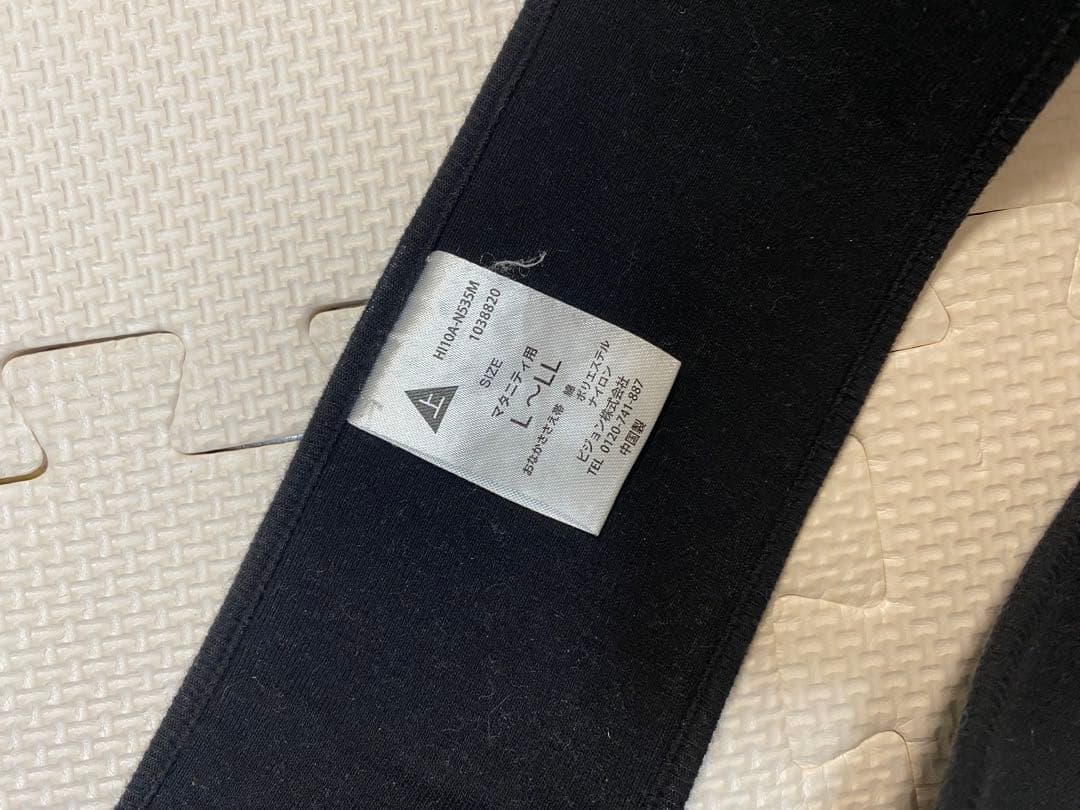 HI10A-N535M
1038820
上
SIZE
マタニティ用
L 〜LL
おなかささえ帯 綿
ポリエステル
ナイロン
ピジョン株式会社
TEL 0120-741-887
中国製